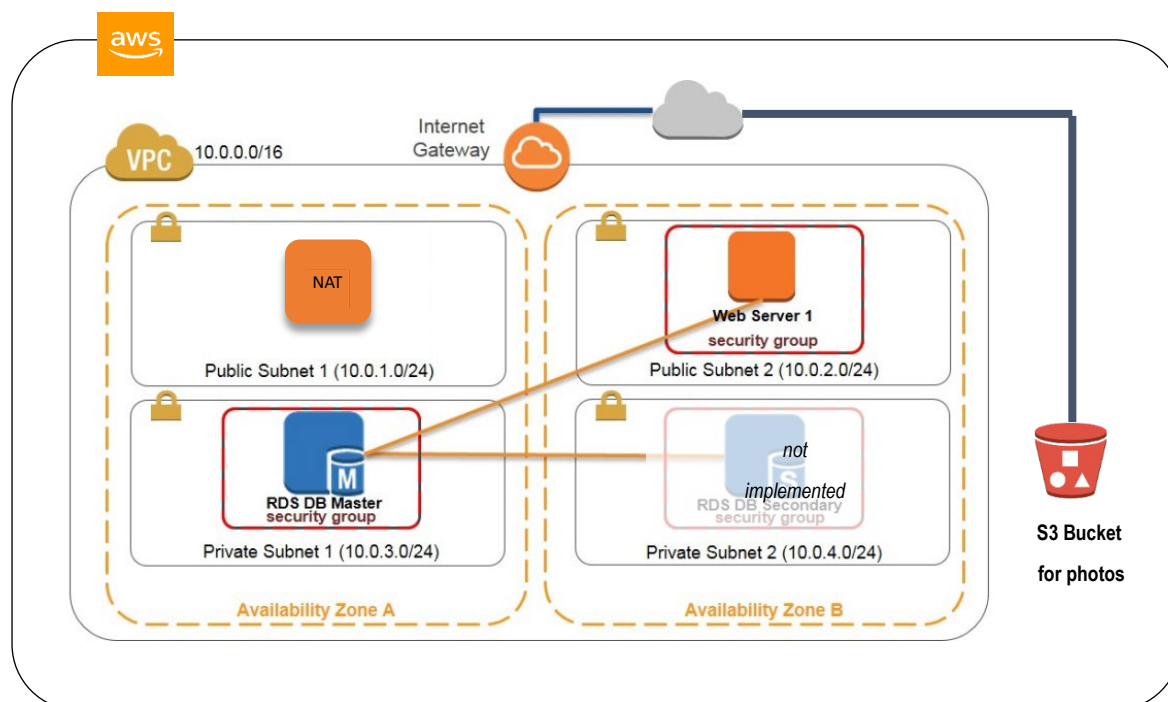 aws
Internet
Gateway
VPC
10.0.0.0/16
NAT
Web Server 1
security group
Public Subnet 1 (10.0.1.0/24)
Public Subnet 2 (10.0.2.0/24)
M
RDS DB Master
security group
Private Subnet 1 (10.0.3.0/24)
not
implemented
S
RDS DB Secondary
security group
Private Subnet 2 (10.0.4.0/24)
Availability Zone A
Availability Zone B
S3 Bucket
for photos